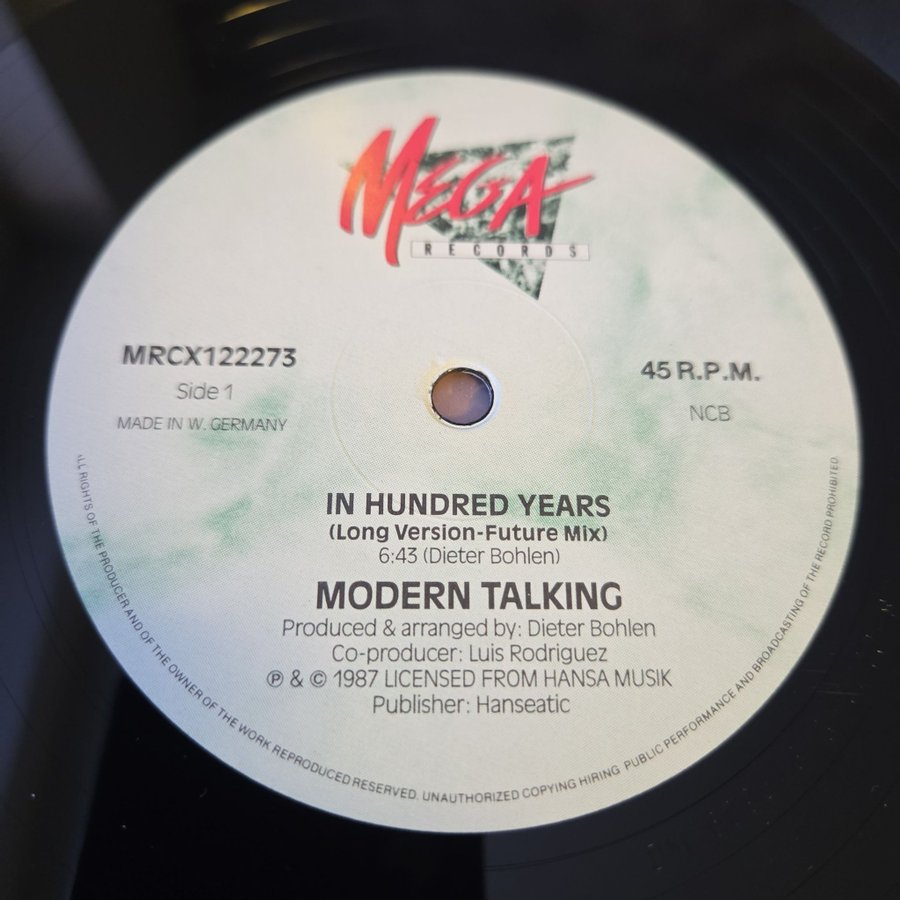 MEGA
RECORDS
MRCX122273
Side 1
MADE IN W. GERMANY
45 R.P.M.
NCB
IN HUNDRED YEARS
(Long Version-Future Mix)
6:43 (Dieter Bohlen)
MODERN TALKING
Produced & arranged by: Dieter Bohlen
Co-producer: Luis Rodriguez
℗ & © 1987 LICENSED FROM HANSA MUSIK
Publisher: Hanseatic
ALL RIGHTS OF THE PRODUCER AND OF THE OWNER OF THE WORK REPRODUCED RESERVED. UNAUTHORIZED COPYING HIRING PUBLIC PERFORMANCE AND BROADCASTING OF THE RECORD PROHIBITED.